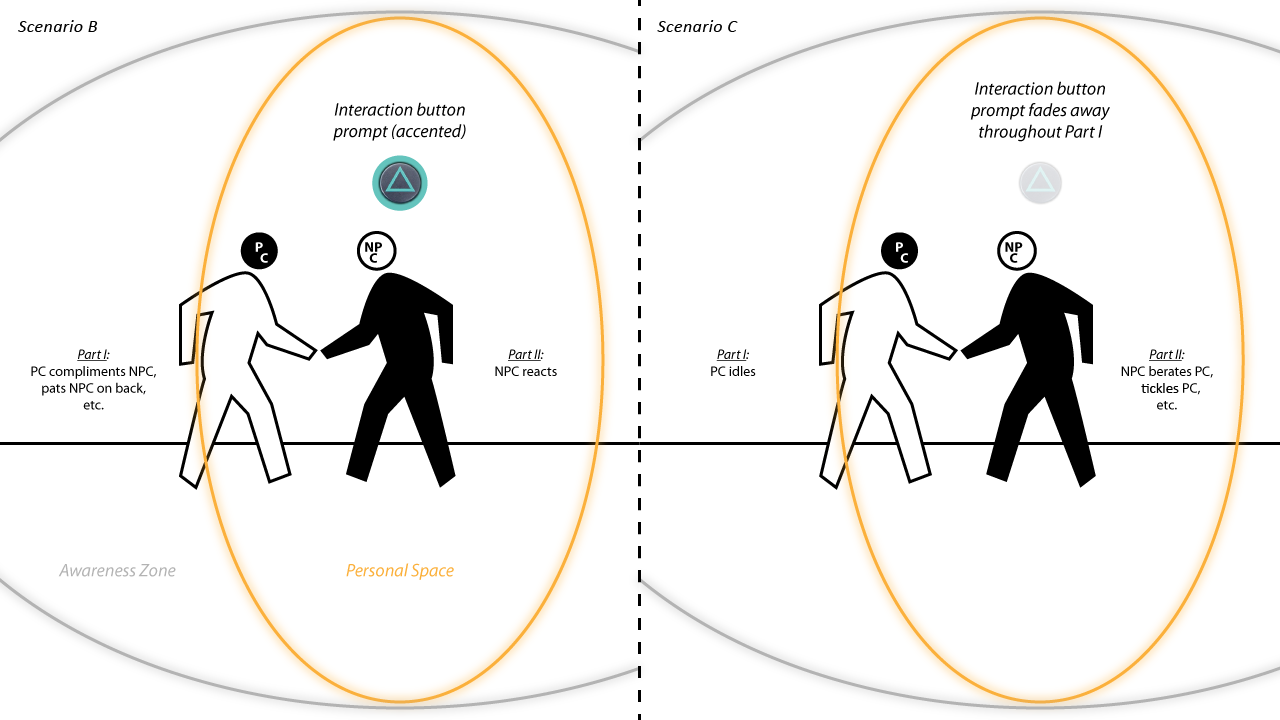 Scenario B
Interaction button
prompt (accented)
P
C
NP
C
Part I:
PC compliments NPC,
pats NPC on back,
etc.
Part II:
NPC reacts
Awareness Zone
Personal Space
Scenario C
Interaction button
prompt fades away
throughout Part I
P
C
NP
C
Part I:
PC idles
Part II:
NPC berates PC,
tickles PC,
etc.